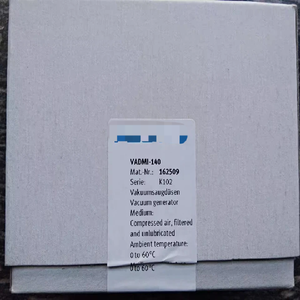 VADMI-140
Mat.-Nr.: 162509
Serie: K102
Vakuumsaugdüsen
Vacuum generator
Medium:
Compressed air, filtered
and unlubricated
Ambient temperature:
0 to 60°C
0 to 60°C